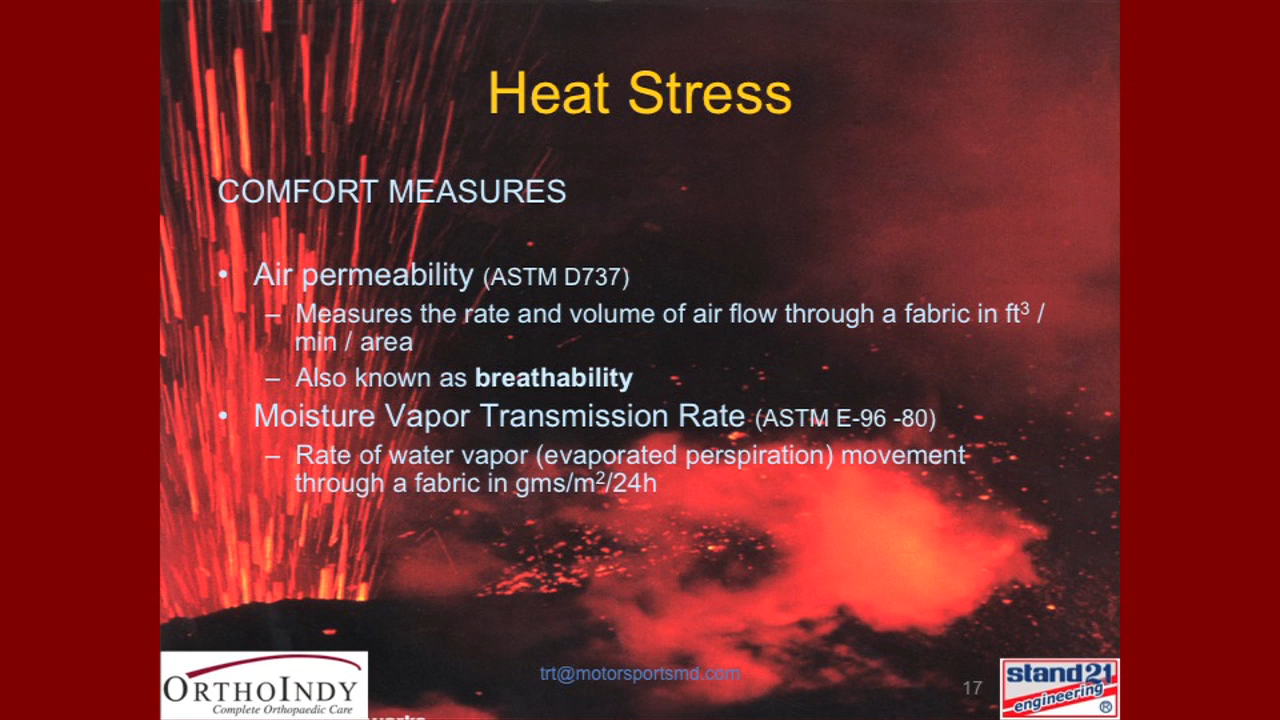 Heat Stress
COMFORT MEASURES
• Air permeability (ASTM D737)
– Measures the rate and volume of air flow through a fabric in ft³ /
min / area
– Also known as breathability
• Moisture Vapor Transmission Rate (ASTM E-96 -80)
– Rate of water vapor (evaporated perspiration) movement
through a fabric in gms/m²/24h
trt@motorsportsmd.com
17
ORTHOINDY
Complete Orthopaedic Care
stand21
engineering
®